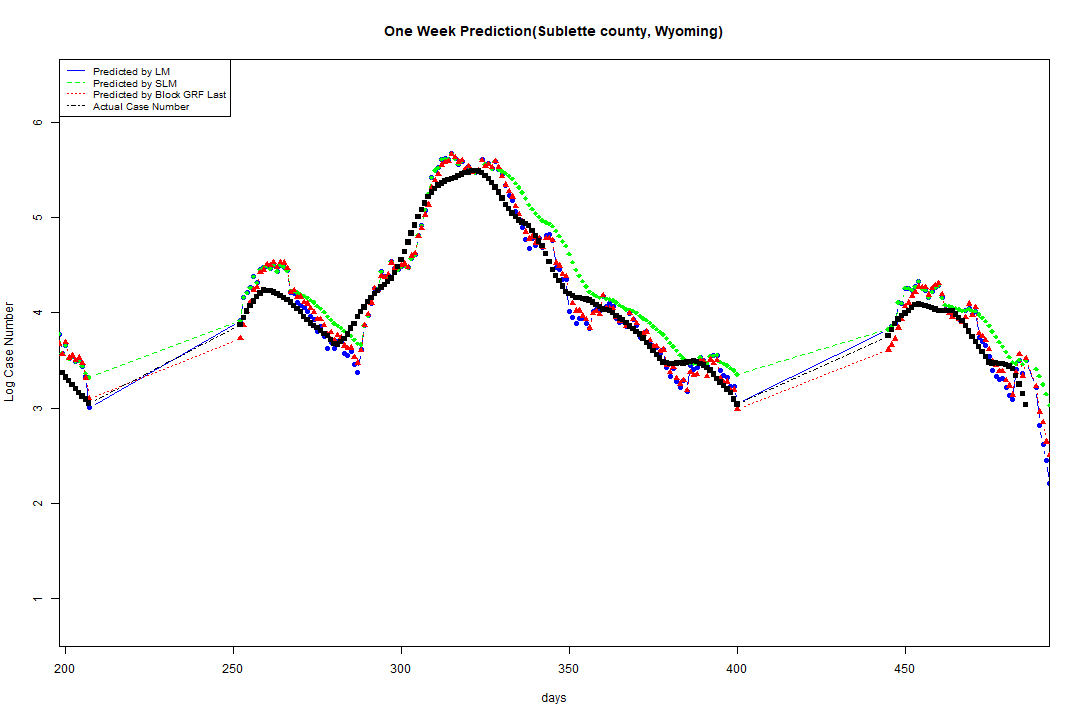 One Week Prediction(Sublette county, Wyoming)
Predicted by LM
Predicted by SLM
Predicted by Block GRF Last
Actual Case Number
6
5
4
3
2
1
Log Case Number
200 250 300 350 400 450
days